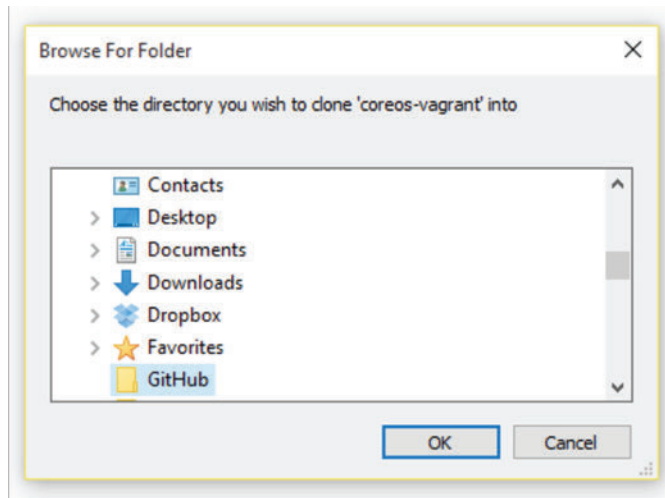 Browse For Folder
Choose the directory you wish to clone 'coreos-vagrant' into
Contacts
Desktop
Documents
Downloads
Dropbox
Favorites
GitHub
OK Cancel